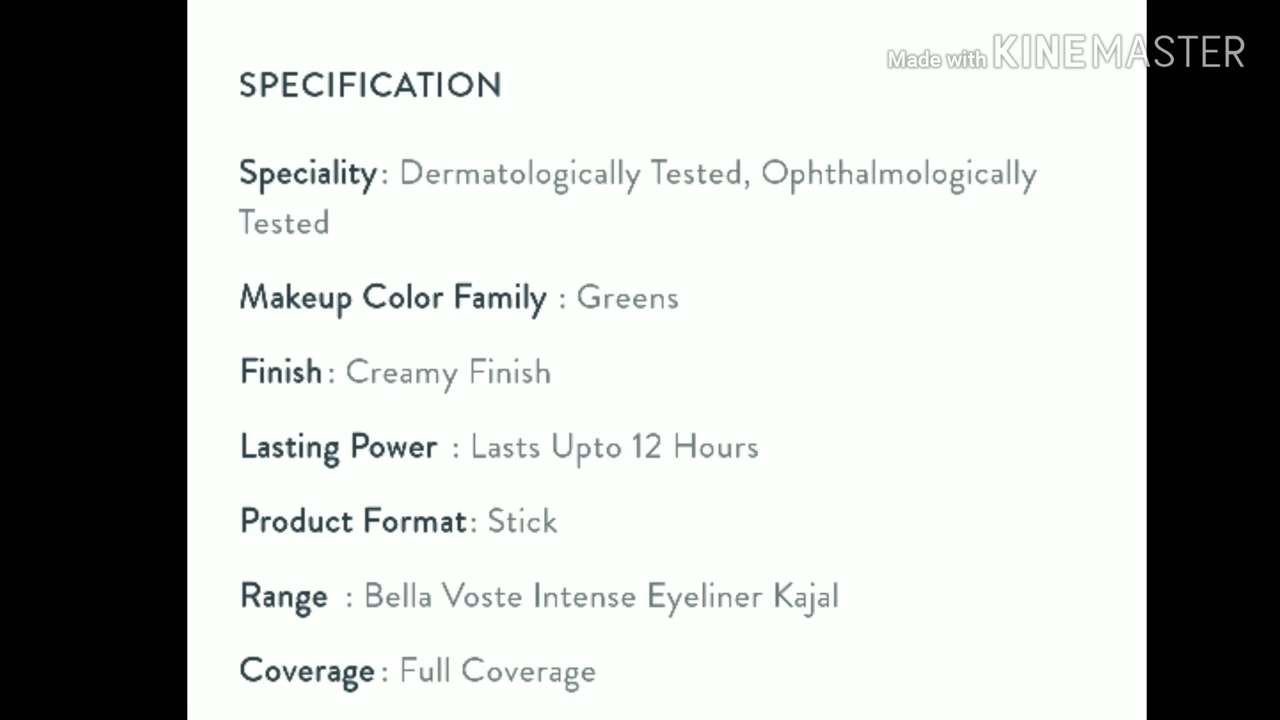 Made with KINEMASTER
SPECIFICATION
Speciality: Dermatologically Tested, Ophthalmologically
Tested
Makeup Color Family : Greens
Finish: Creamy Finish
Lasting Power : Lasts Upto 12 Hours
Product Format: Stick
Range : Bella Voste Intense Eyeliner Kajal
Coverage: Full Coverage